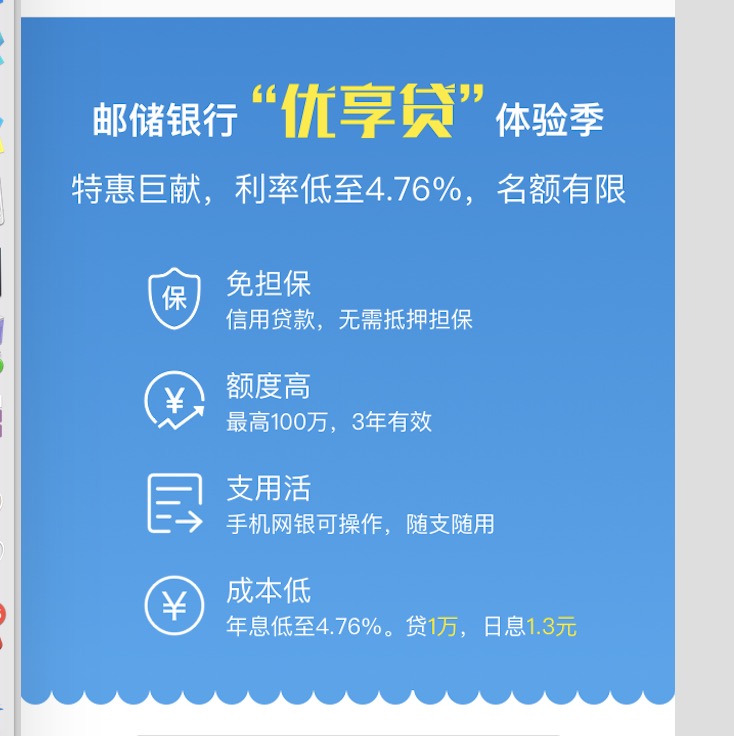 邮储银行“优享贷”体验季
特惠巨献，利率低至4.76%，名额有限
保
免担保
信用贷款，无需抵押担保
¥
额度高
最高100万，3年有效
支用活
手机网银可操作，随支随用
¥
成本低
年息低至4.76%。贷1万，日息1.3元